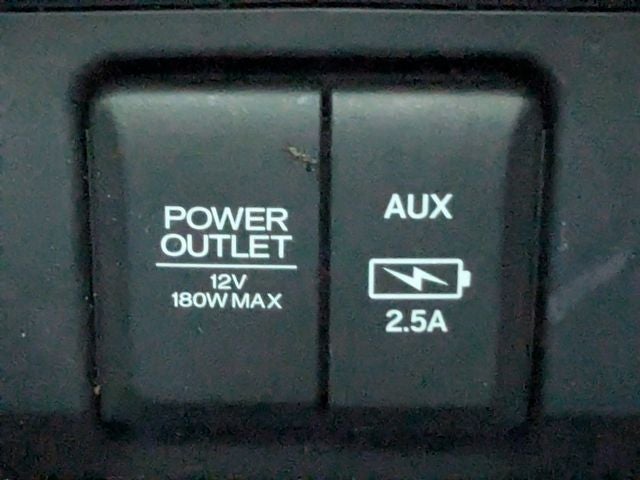 POWER
OUTLET
12V
180W MAX
AUX
2.5A